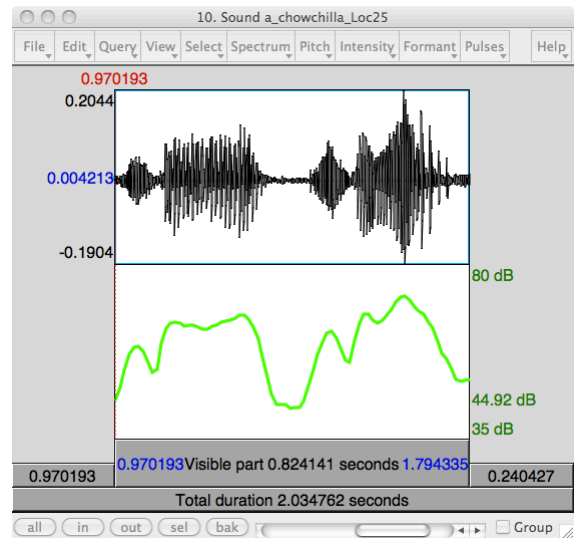 10. Sound a_chowchilla_Loc25
File Edit Query View Select Spectrum Pitch Intensity Formant Pulses Help
0.970193
0.2044
0.004213
-0.1904
80 dB
44.92 dB
35 dB
0.970193 0.970193 Visible part 0.824141 seconds 1.794335 0.240427
Total duration 2.034762 seconds
all in out sel bak Group